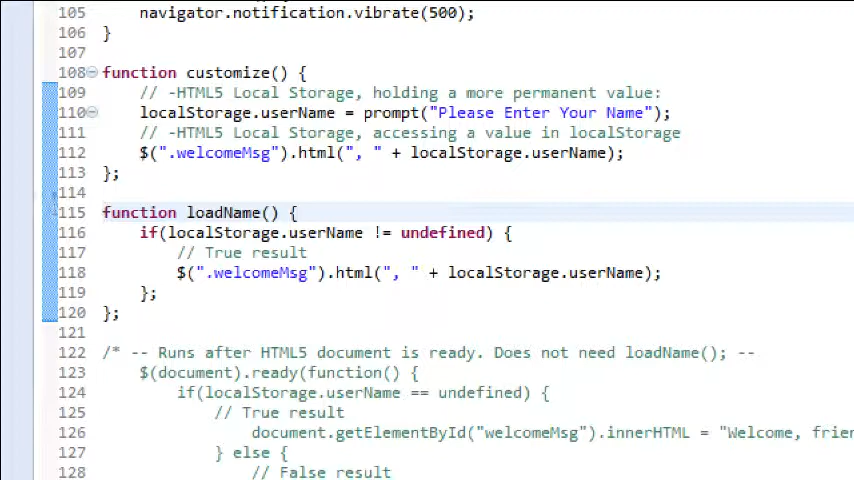 105 navigator.notification.vibrate(500);
106 }
107
108 function customize() {
109 // -HTML5 Local Storage, holding a more permanent value:
110 localStorage.userName = prompt("Please Enter Your Name");
111 // -HTML5 Local Storage, accessing a value in localStorage
112 $(".welcomeMsg").html(", " + localStorage.userName);
113 };
114
115 function loadName() {
116 if(localStorage.userName != undefined) {
117 // True result
118 $(".welcomeMsg").html(", " + localStorage.userName);
119 };
120 };
121
122 /* -- Runs after HTML5 document is ready. Does not need loadName(); --
123 $(document).ready(function() {
124 if(localStorage.userName == undefined) {
125 // True result
126 document.getElementById("welcomeMsg").innerHTML = "Welcome, frien
127 } else {
128 // False result